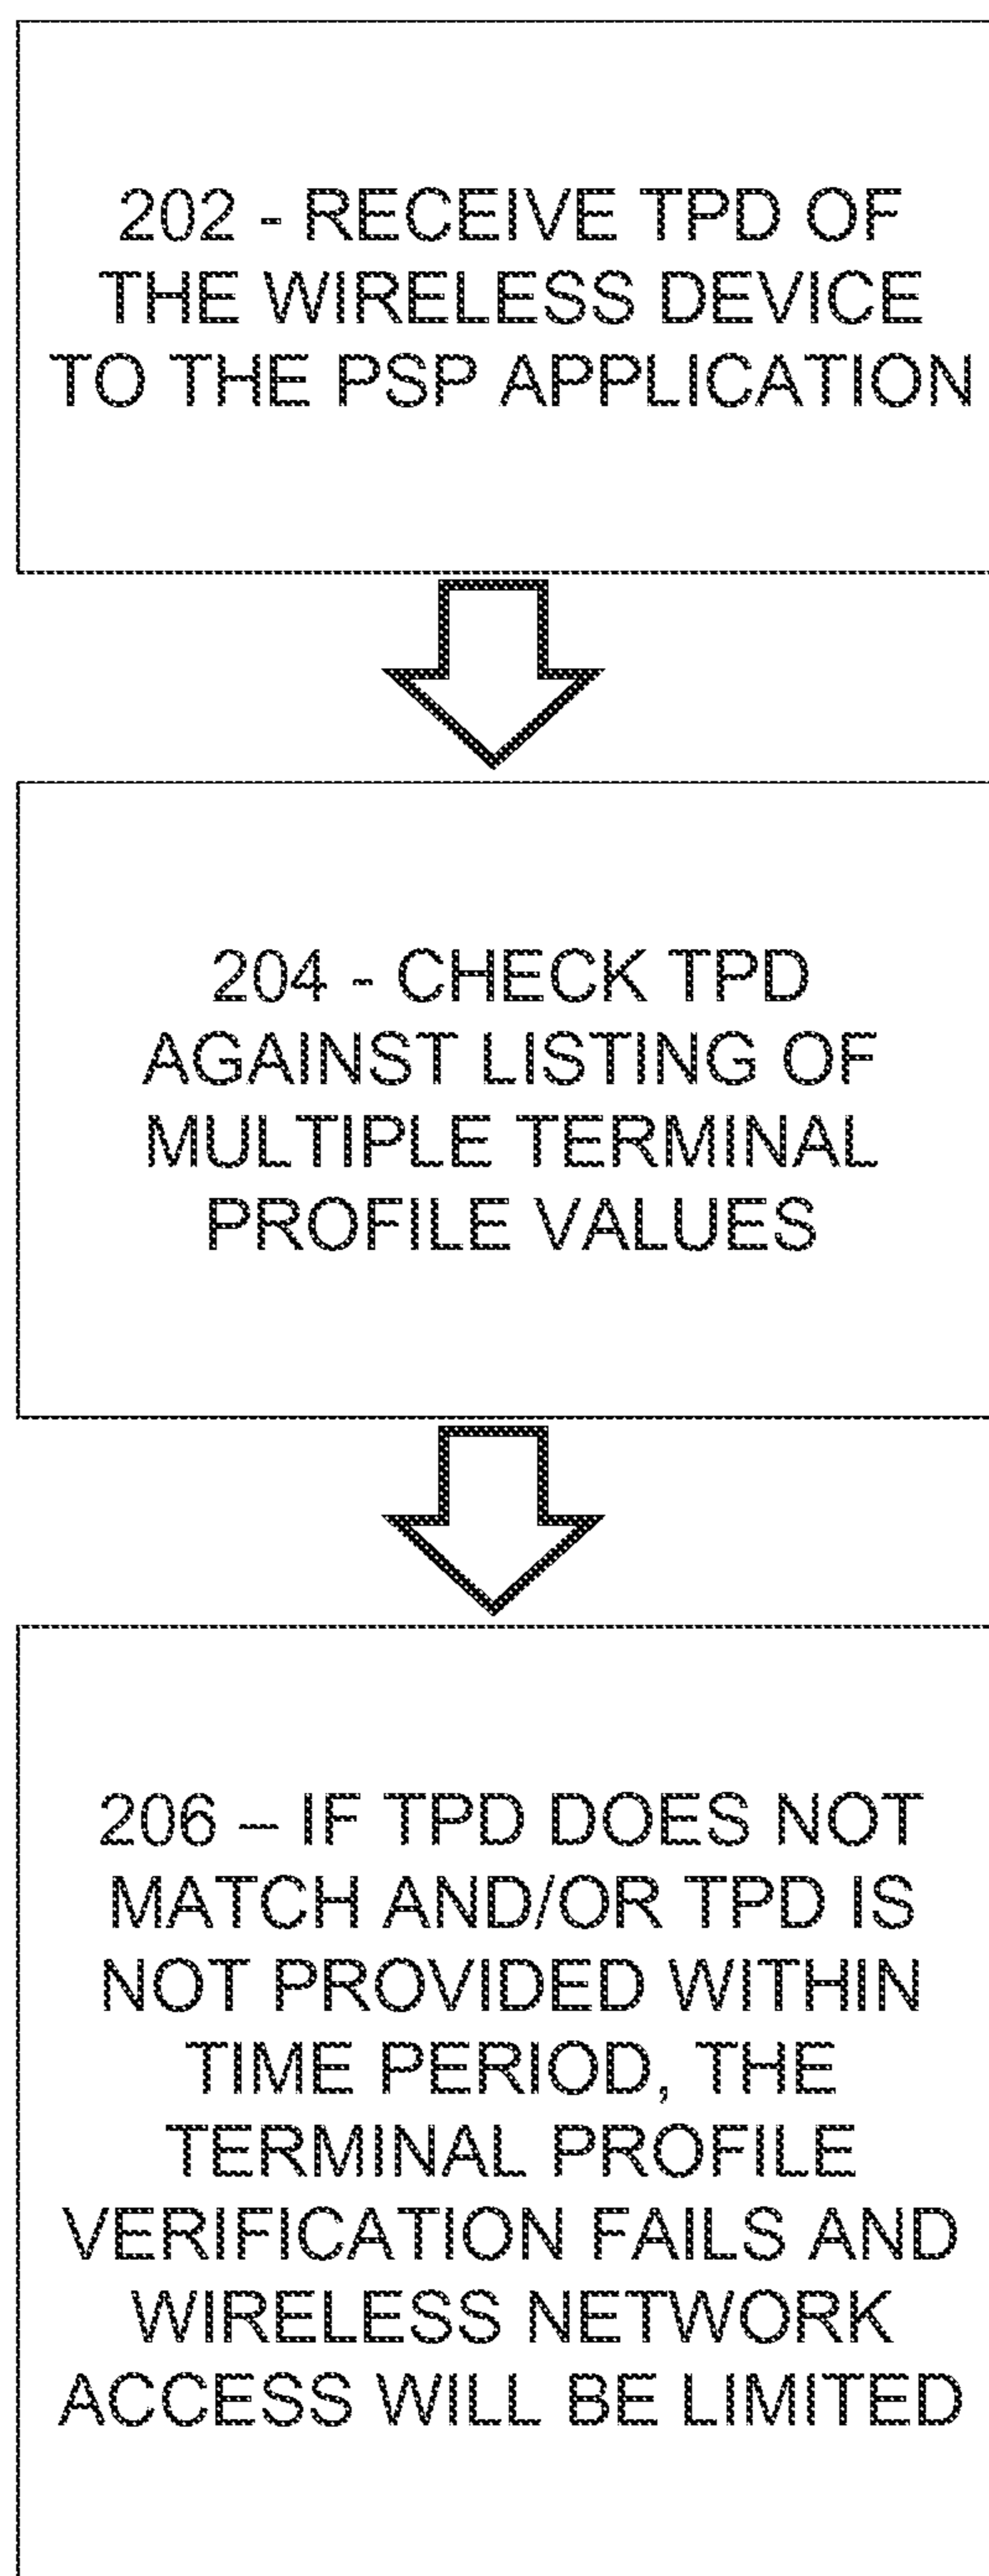 202 - RECEIVE TPD OF
THE WIRELESS DEVICE
TO THE PSP APPLICATION
204 - CHECK TPD
AGAINST LISTING OF
MULTIPLE TERMINAL
PROFILE VALUES
206 – IF TPD DOES NOT
MATCH AND/OR TPD IS
NOT PROVIDED WITHIN
TIME PERIOD, THE
TERMINAL PROFILE
VERIFICATION FAILS AND
WIRELESS NETWORK
ACCESS WILL BE LIMITED